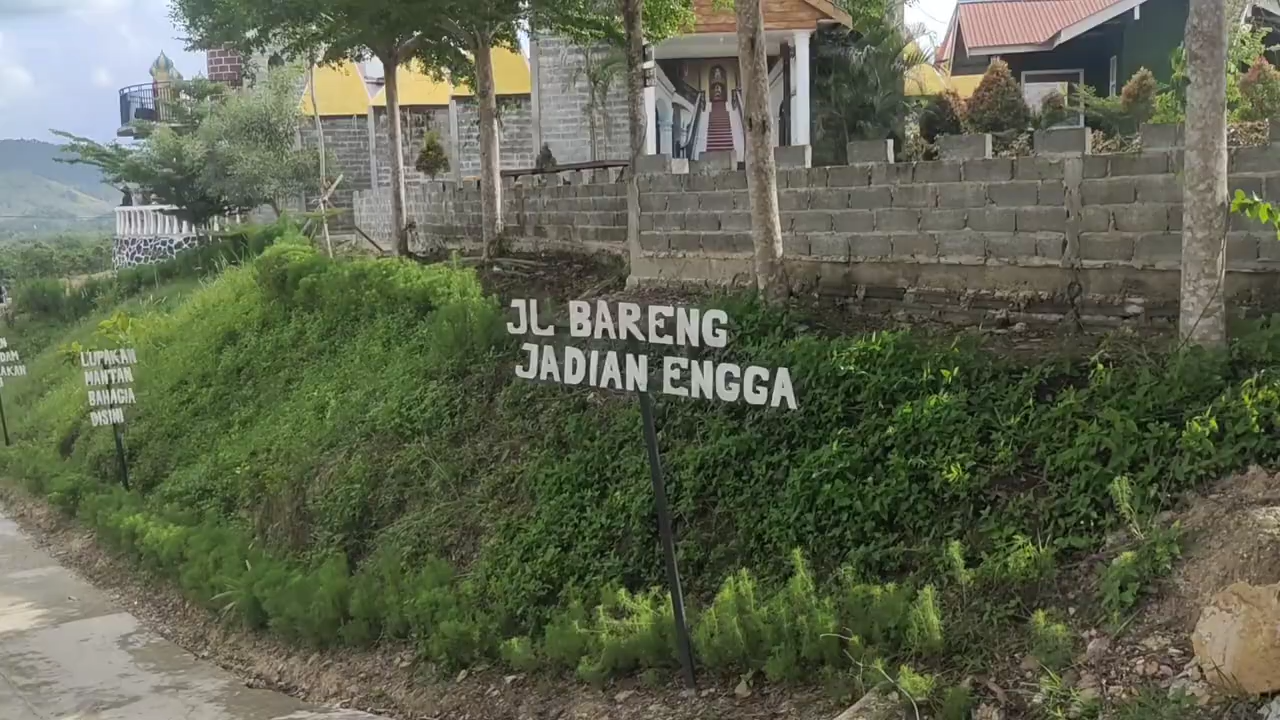 JL BARENG
JADIAN ENGGA
LUPAKAN
MANTAN
BAHAGIA
DISINI